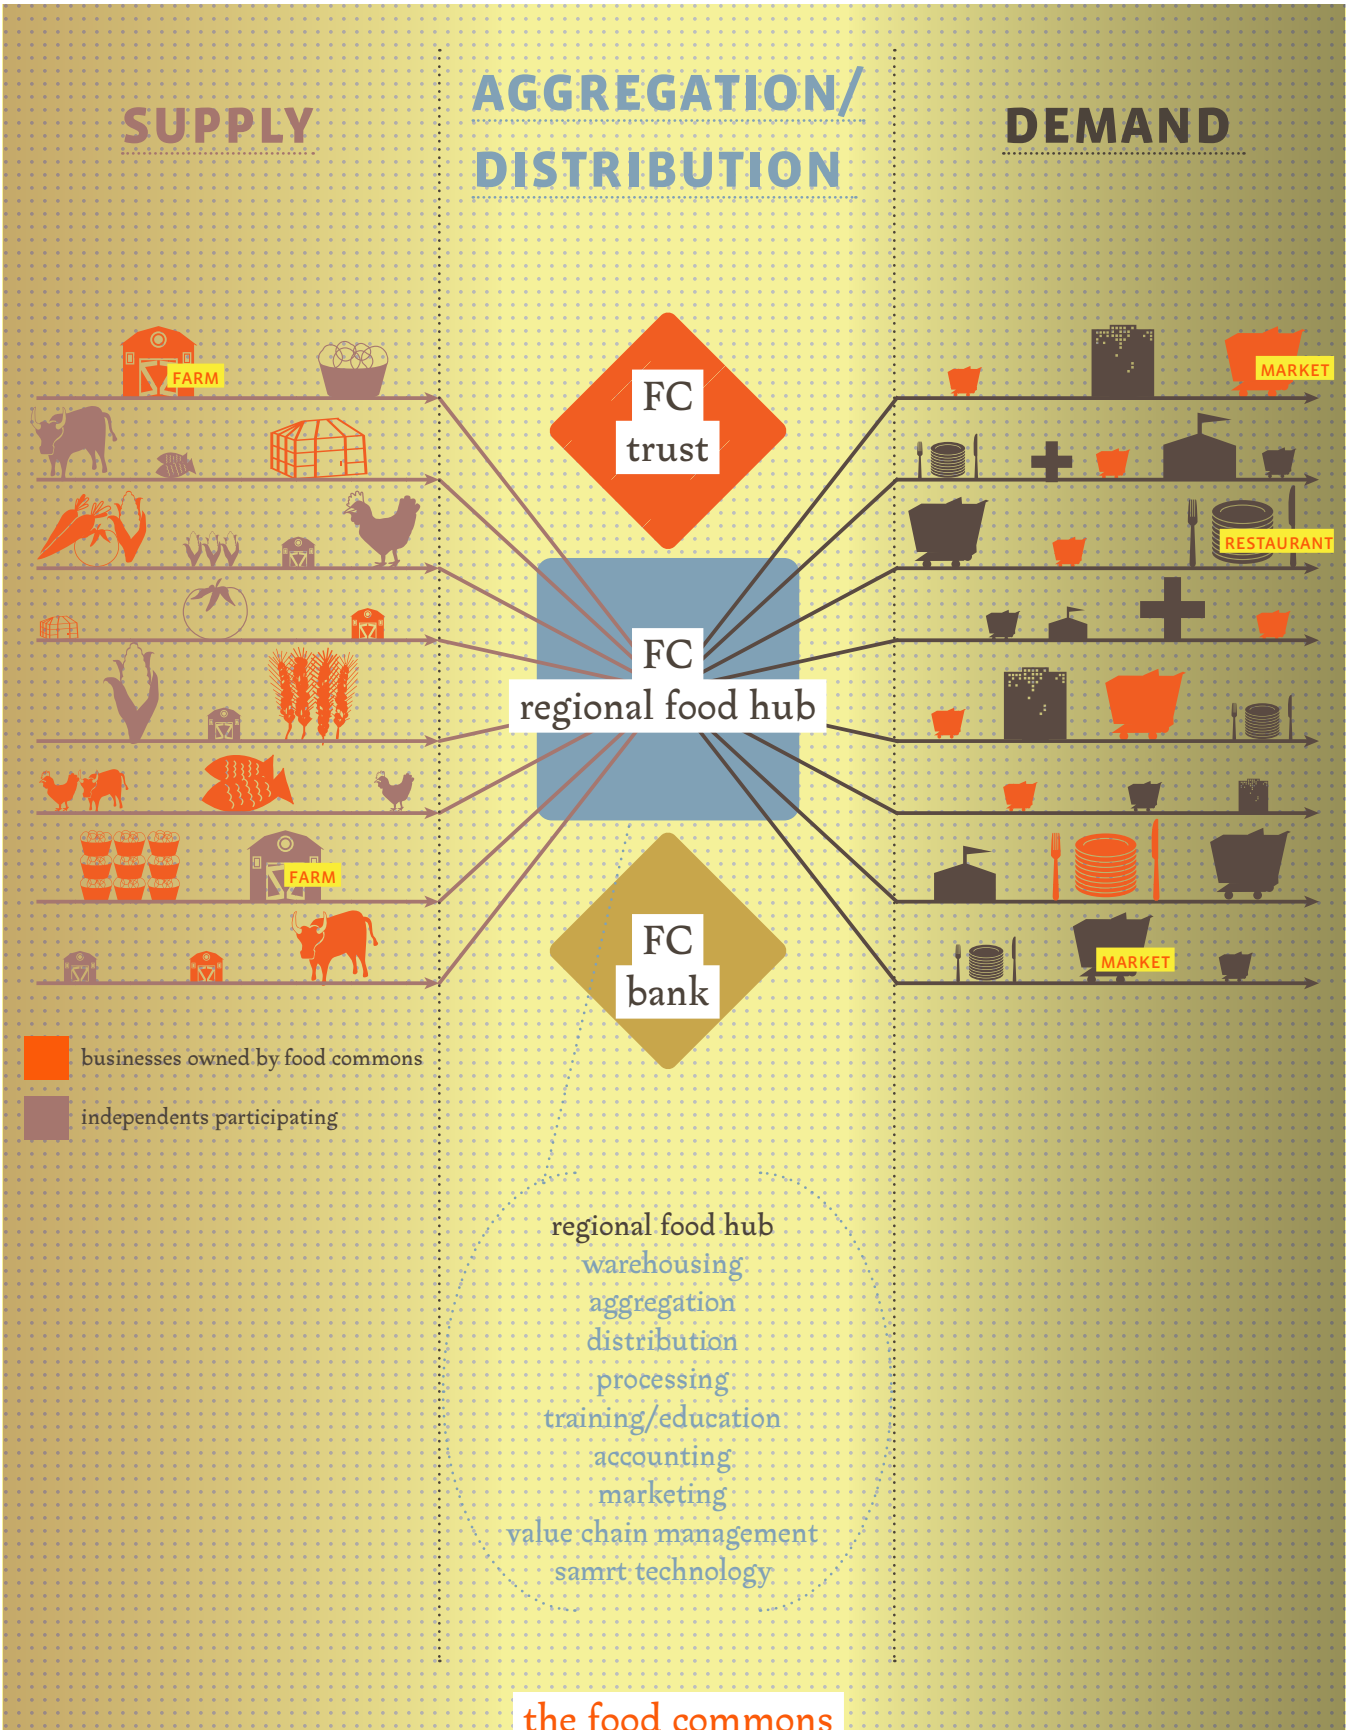 SUPPLY
AGGREGATION/
DISTRIBUTION
DEMAND
FARM
FC
trust
MARKET
RESTAURANT
FC
regional food hub
FARM
FC
bank
MARKET
businesses owned by food commons
independents participating
regional food hub
warehousing
aggregation
distribution
processing
training/education
accounting
marketing
value chain management
samrt technology
the food commons